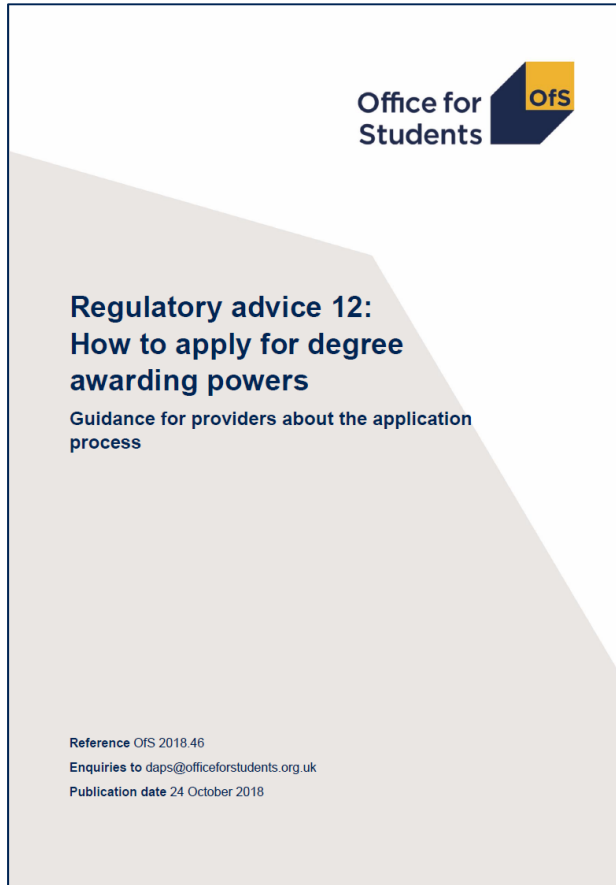 Office for
Students
OfS
Regulatory advice 12:
How to apply for degree
awarding powers
Guidance for providers about the application
process
Reference OfS 2018.46
Enquiries to daps@officeforstudents.org.uk
Publication date 24 October 2018